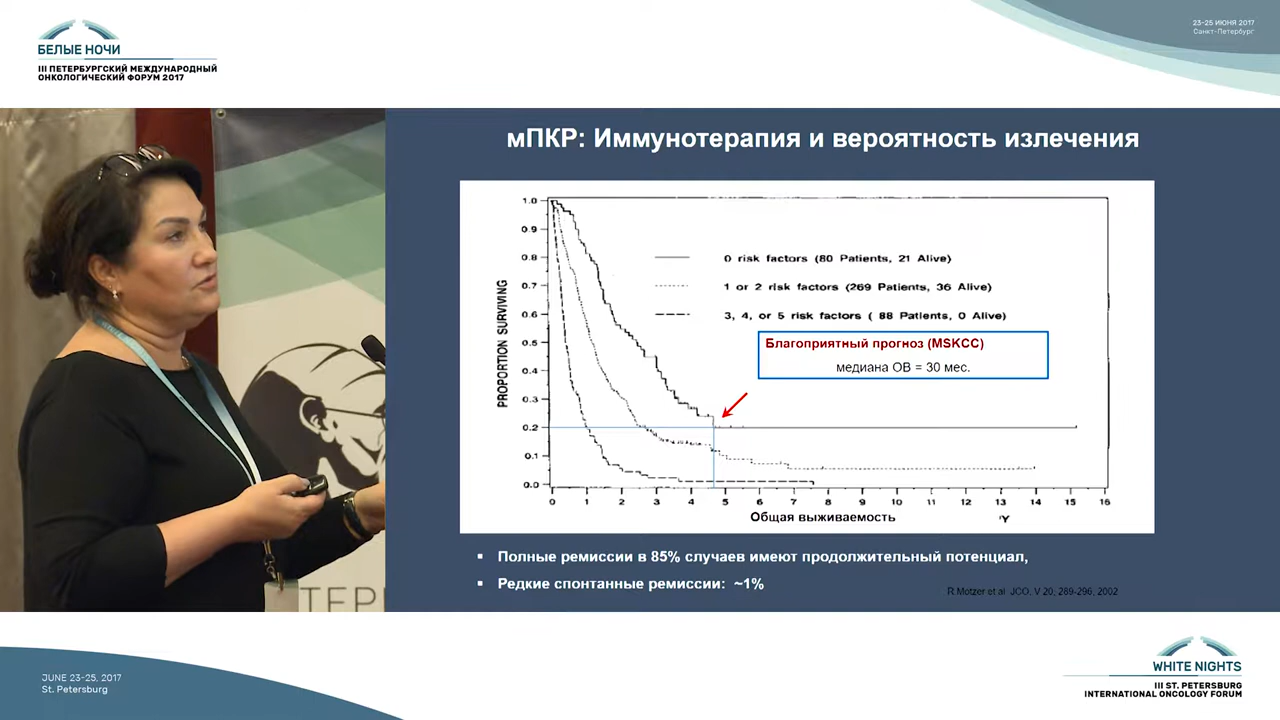 БЕЛЫЕ НОЧИ
III ПЕТЕРБУРГСКИЙ МЕЖДУНАРОДНЫЙ
ОНКОЛОГИЧЕСКИЙ ФОРУМ 2017
23-25 ИЮНЯ 2017
Санкт-Петербург
мПКР: Иммунотерапия и вероятность излечения
PROPORTION SURVIVING
1.0
0.9
0.8
0.7
0.6
0.5
0.4
0.3
0.2
0.1
0.0
0 risk factors (80 Patients, 21 Alive)
1 or 2 risk factors (269 Patients, 36 Alive)
3, 4, or 5 risk factors ( 88 Patients, 0 Alive)
Благоприятный прогноз (MSKCC)
медиана ОВ = 30 мес.
0 1 2 3 4 5 6 7 8 9 10 11 12 13 14 15 16
Общая выживаемость
Y
▪ Полные ремиссии в 85% случаев имеют продолжительный потенциал,
▪ Редкие спонтанные ремиссии: ~1%
R.Motzer et al JCO, V 20, 289-296, 2002
JUNE 23-25, 2017
St. Petersburg
WHITE NIGHTS
III ST. PETERSBURG
INTERNATIONAL ONCOLOGY FORUM